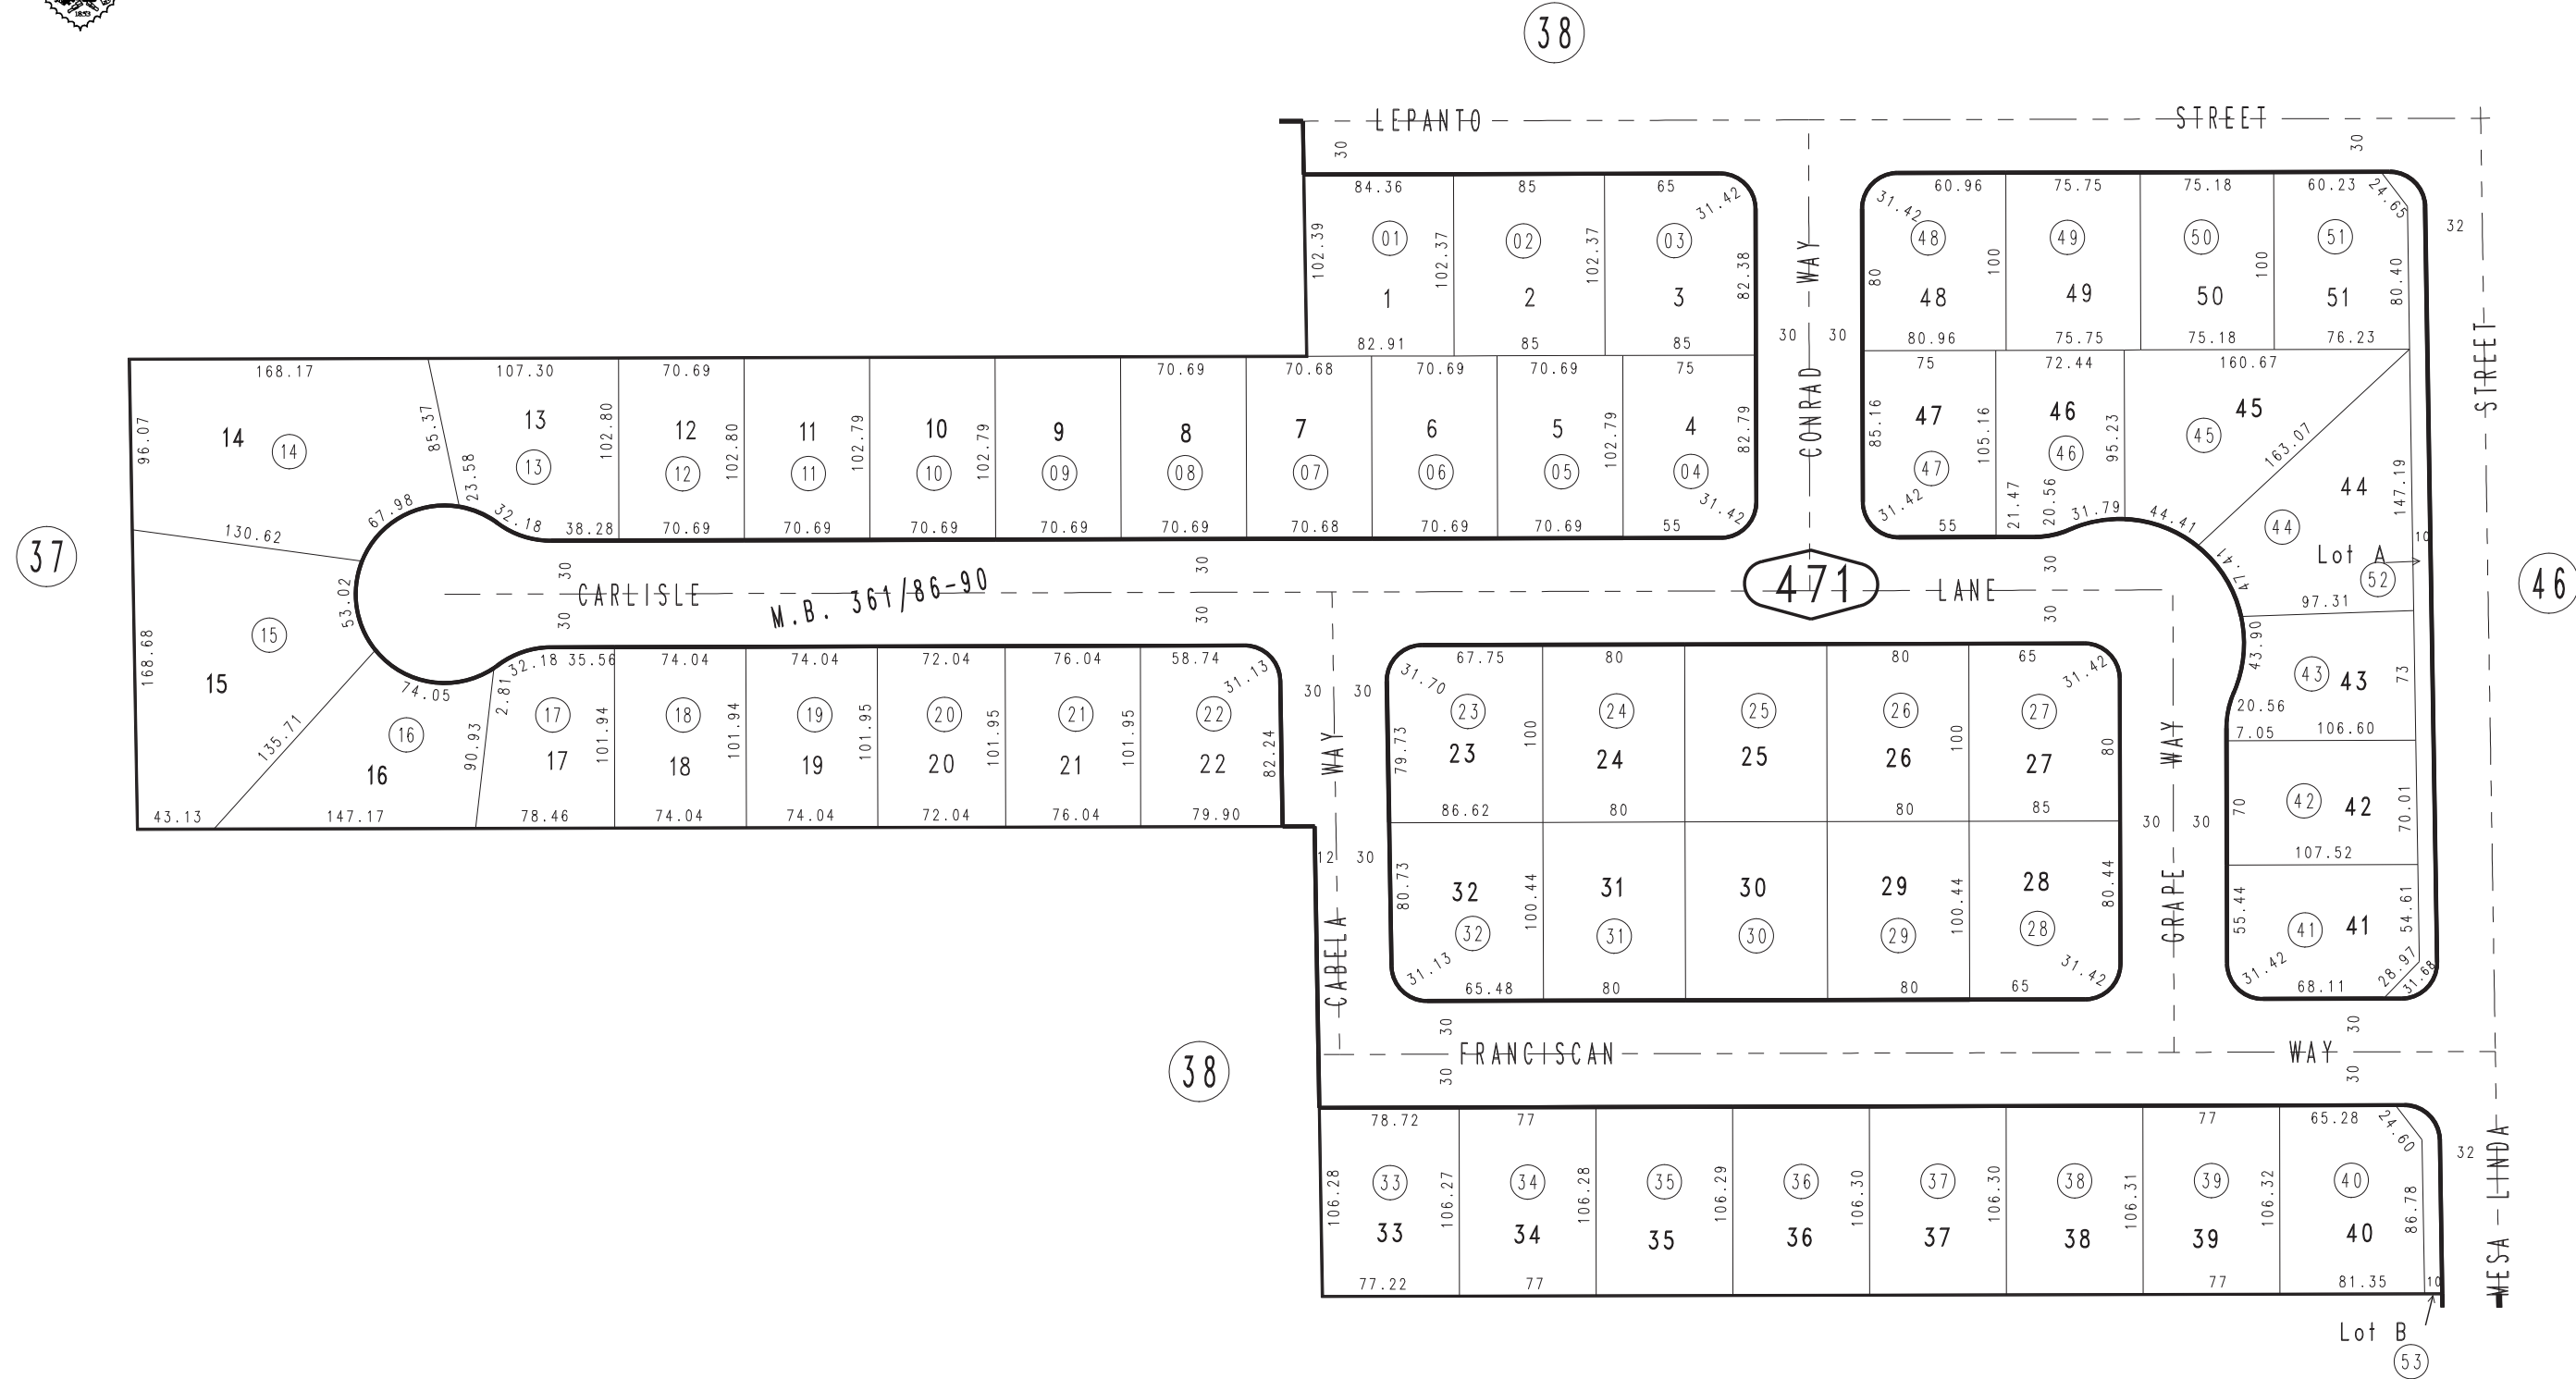 1853
38
LEPANTO STREET
30 30
84.36 85 65 31.42 31.42 60.96 75.75 75.18 60.23 24.65
32
01 02 03 48 49 50 51
102.39 102.37 102.37 82.38 80 100 100 80.40
CONRAD WAY
1 2 3 48 49 50 51
30 30
82.91 85 85 80.96 75.75 75.18 76.23
STREET
168.17 107.30 70.69 70.69 70.68 70.69 70.69 75 75 72.44 160.67
14 13 12 11 10 9 8 7 6 5 4 47 46 45
96.07 85.37 102.80 102.80 102.79 102.79 102.79 82.79 85.16 105.16 95.23 163.07
14 13 12 11 10 09 08 07 06 05 04 47 46 45
44 147.19
23.58 67.98 32.18 31.42 31.42 21.47 20.56 31.79 44.41
130.62 38.28 70.69 70.69 70.69 70.69 70.69 70.68 70.69 70.69 55 55
44 47.41 10
Lot A
52
37
46
30 30 30
CARLISLE LANE
M.B. 361/86-90
471
30 30 30
53.02 97.31
15 168.68 15
43.90 73
74.05 32.18 35.56 74.04 74.04 72.04 76.04 58.74 31.13 67.75 80 80 65 31.42
31.70
30 30
2.81 17 18 19 20 21 22 23 24 25 26 27 43 43
20.56
7.05 106.60
135.71 16 90.93 101.94 101.94 101.95 101.95 101.95 82.24 79.73 100 100 80
16 17 18 19 20 21 22 23 24 25 26 27
CABELA WAY
GRAPE WAY
43.13 147.17 78.46 74.04 74.04 72.04 76.04 79.90 86.62 80 80 85
30 30
70 42 42 70.01
12 30
107.52
80.73 32 100.44 31 30 29 100.44 28 80.44
32 31 30 29 28
55.44 41 41 54.61
31.13 31.42 31.42 28.97 31.68
65.48 80 80 65 68.11
30 30
38
FRANCISCAN WAY
30 30
78.72 77 77 65.28 24.60
32
33 34 35 36 37 38 39 40
106.28 106.27 106.28 106.29 106.30 106.30 106.31 106.32 86.78
33 34 35 36 37 38 39 40
77.22 77 77 81.35 10
MESA LINDA
Lot B
53